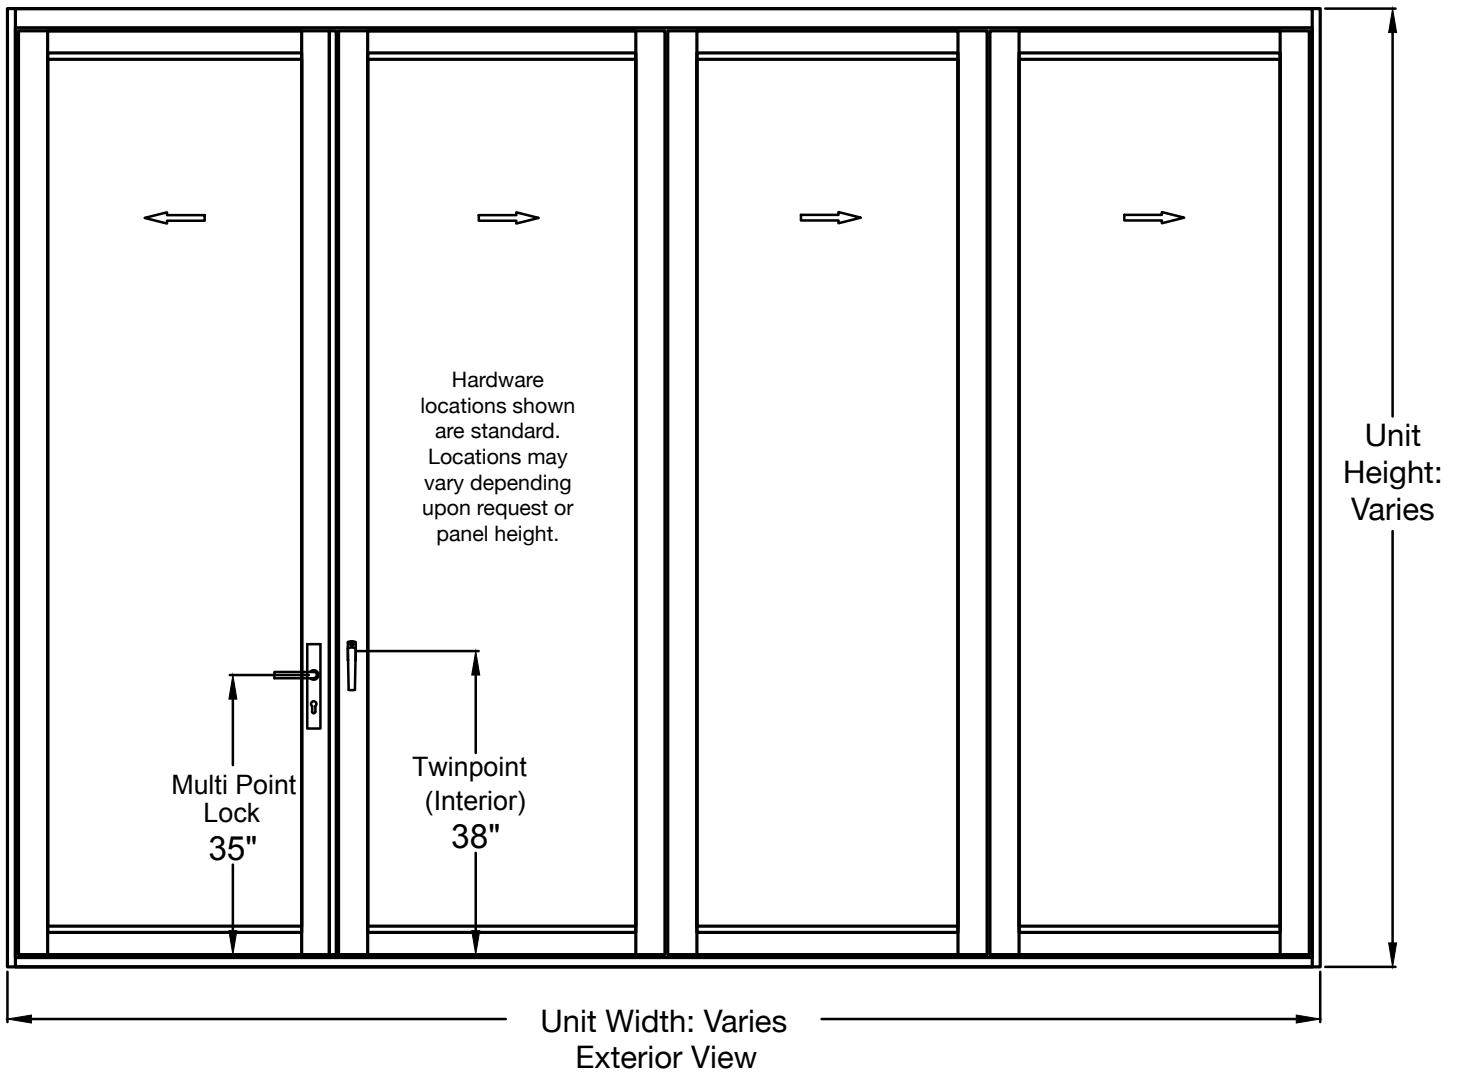 Hardware
locations shown
are standard.
Locations may
vary depending
upon request or
panel height.
Unit
Height:
Varies
Multi Point
Lock
35"
Twinpoint
(Interior)
38"
Unit Width: Varies
Exterior View